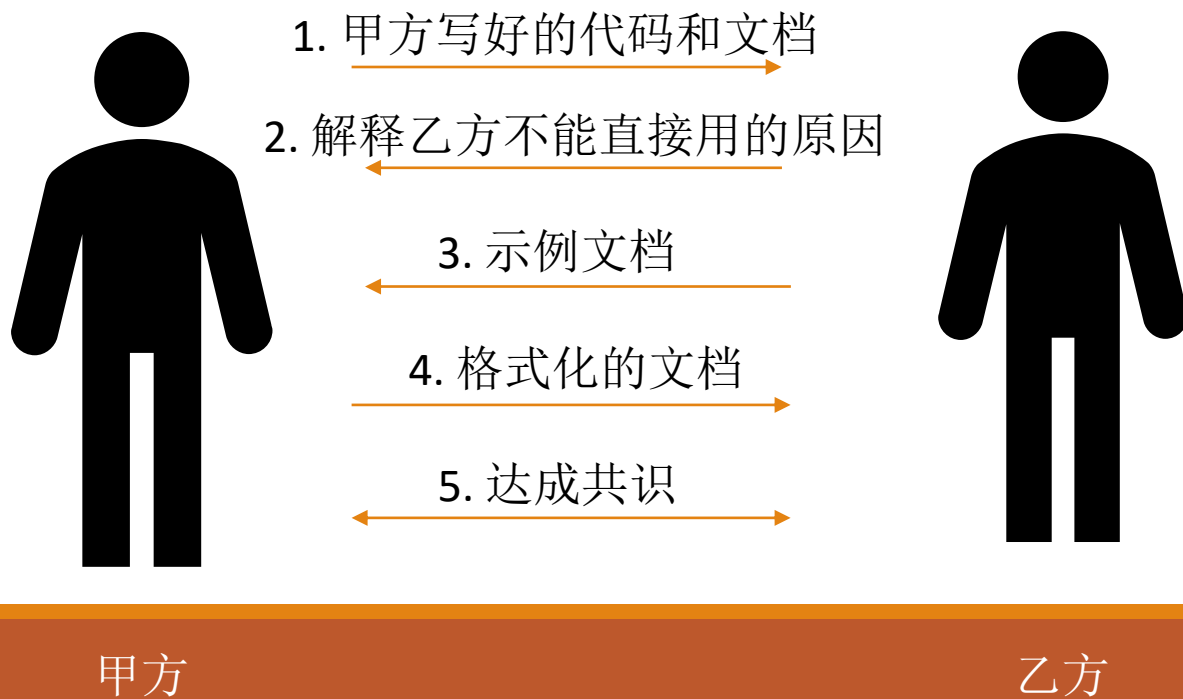 1. 甲方写好的代码和文档
2. 解释乙方不能直接用的原因
3. 示例文档
4. 格式化的文档
5. 达成共识
甲方
乙方